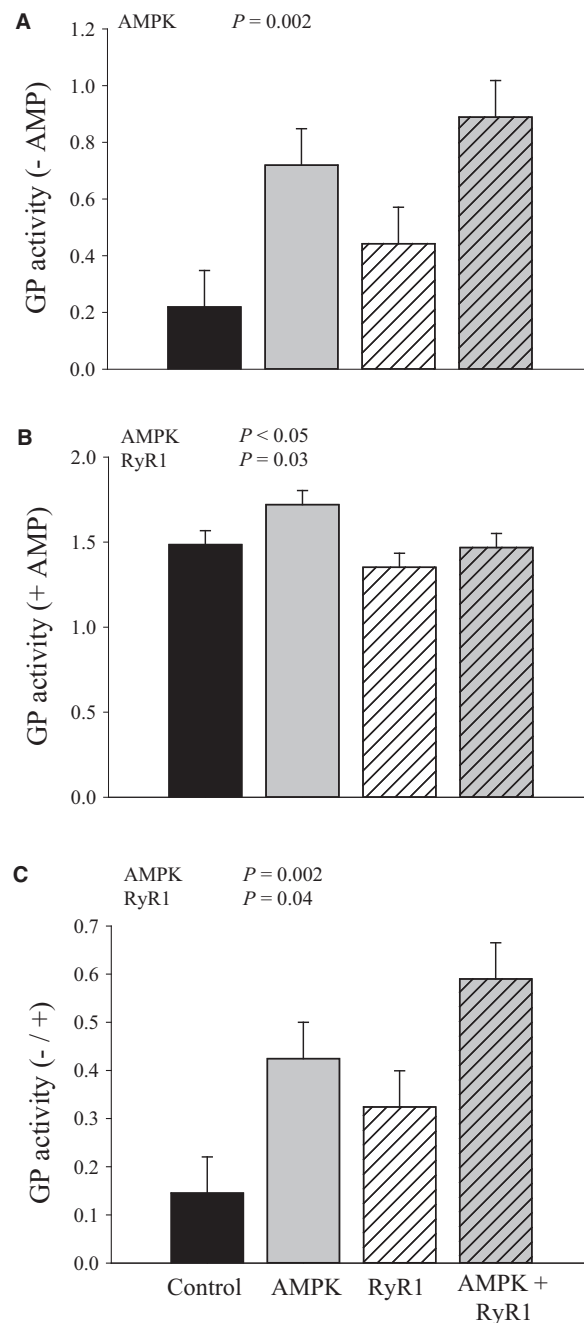 A
AMPK P = 0.002
1.2
1.0
0.8
0.6
0.4
0.2
0.0
GP activity (- AMP)
B
AMPK P < 0.05
RyR1 P = 0.03
2.0
1.5
1.0
0.5
0.0
GP activity (+ AMP)
C
AMPK P = 0.002
RyR1 P = 0.04
0.7
0.6
0.5
0.4
0.3
0.2
0.1
0.0
GP activity (- / +)
Control AMPK RyR1 AMPK +
RyR1